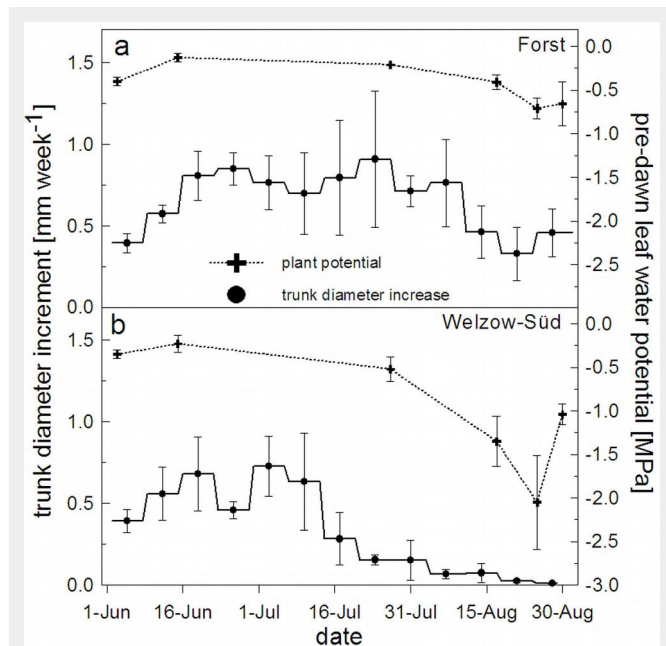 a
Forst
1.5
1.0
0.5
0.0
0.0
-0.5
-1.0
-1.5
-2.0
-2.5
plant potential
trunk diameter increase
b
Welzow-Süd
1.5
1.0
0.5
0.0
0.0
-0.5
-1.0
-1.5
-2.0
-2.5
-3.0
trunk diameter increment [mm week⁻¹]
pre-dawn leaf water potential [MPa]
1-Jun 16-Jun 1-Jul 16-Jul 31-Jul 15-Aug 30-Aug
date